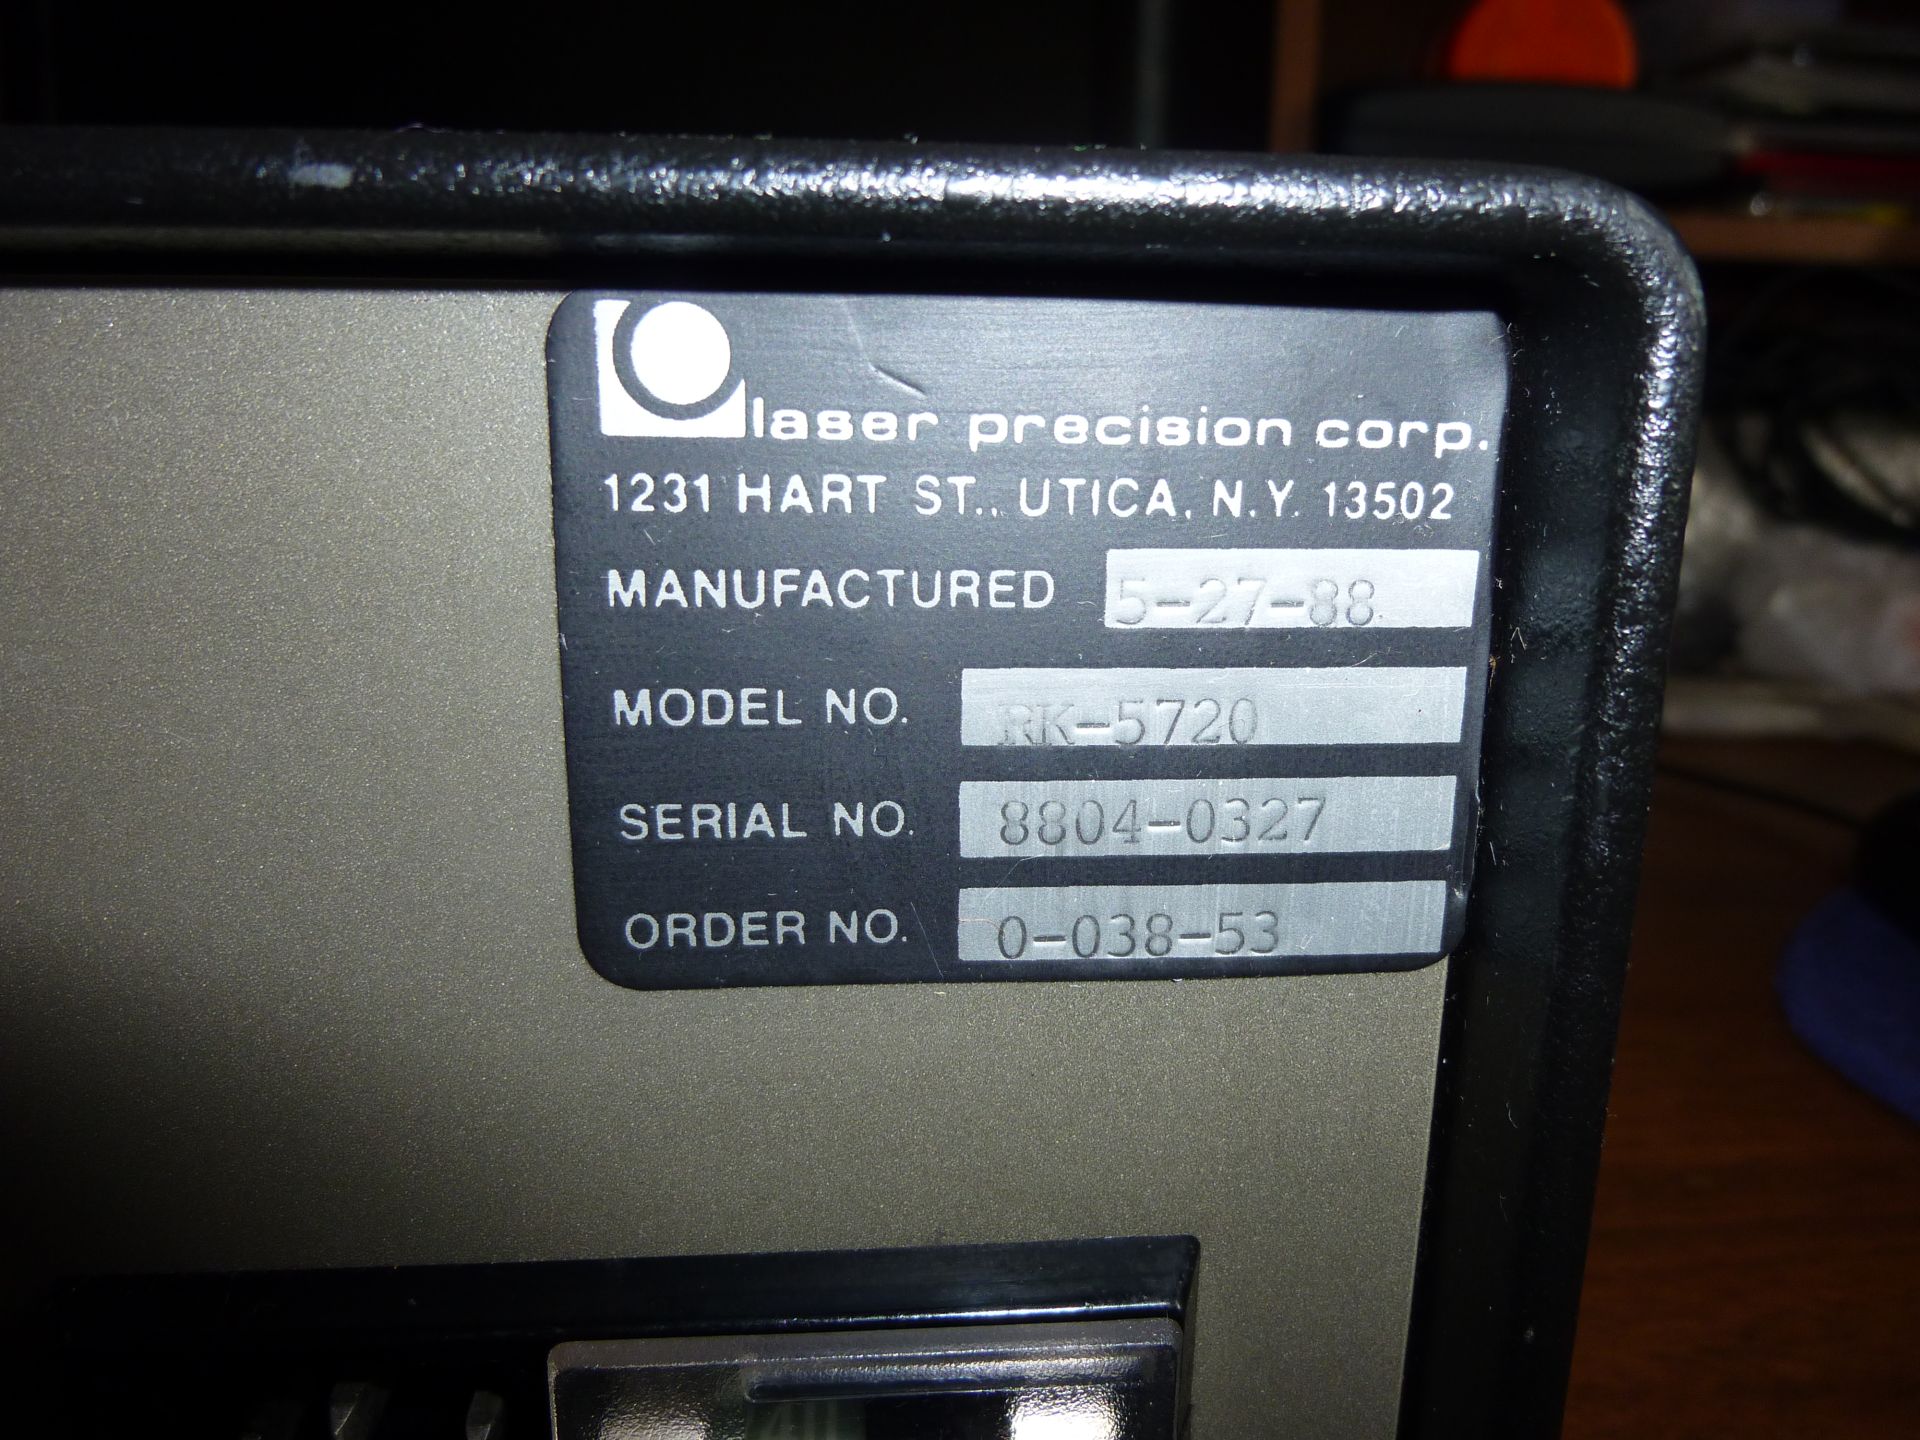 laser precision corp.
1231 HART ST., UTICA, N.Y. 13502
MANUFACTURED 5-27-88
MODEL NO. RK-5720
SERIAL NO. 8804-0327
ORDER NO. 0-038-53